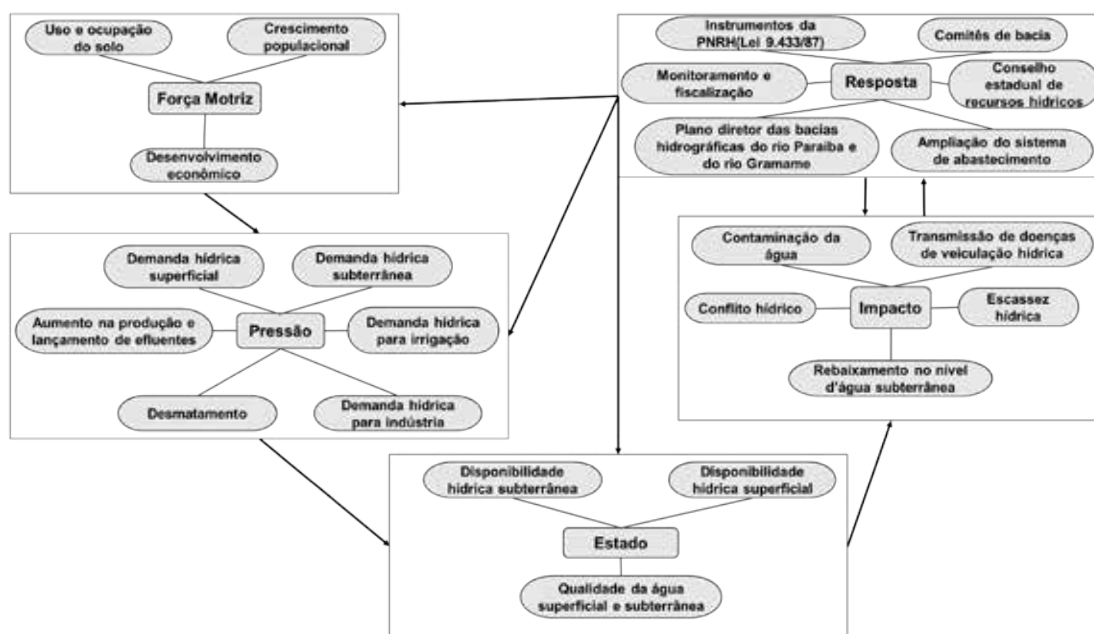 Uso e ocupação
do solo
Crescimento
populacional
Força Motriz
Desenvolvimento
econômico
Instrumentos da
PNRH(Lei 9.433/87)
Comitês de bacia
Monitoramento e
fiscalização
Resposta
Conselho
estadual de
recursos hídricos
Plano diretor das bacias
hidrográficas do rio Paraíba e
do rio Gramame
Ampliação do sistema
de abastecimento
Demanda hídrica
superficial
Demanda hídrica
subterrânea
Aumento na produção e
lançamento de efluentes
Pressão
Demanda hídrica
para irrigação
Desmatamento
Demanda hídrica
para indústria
Contaminação da
água
Transmissão de doenças
de veiculação hídrica
Conflito hídrico
Impacto
Escassez
hídrica
Rebaixamento no nível
d'água subterrânea
Disponibilidade
hídrica subterrânea
Disponibilidade
hídrica superficial
Estado
Qualidade da água
superficial e subterrânea